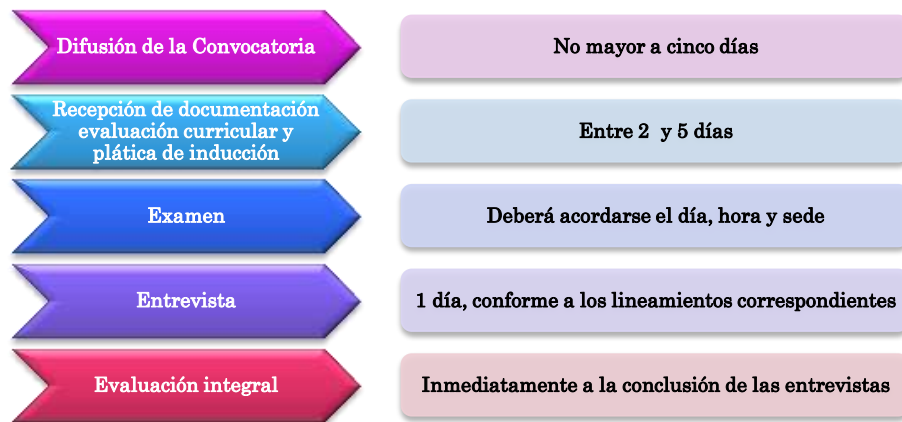 Difusión de la Convocatoria
No mayor a cinco días
Recepción de documentación
evaluación curricular y
plática de inducción
Entre 2 y 5 días
Examen
Deberá acordarse el día, hora y sede
Entrevista
1 día, conforme a los lineamientos correspondientes
Evaluación integral
Inmediatamente a la conclusión de las entrevistas